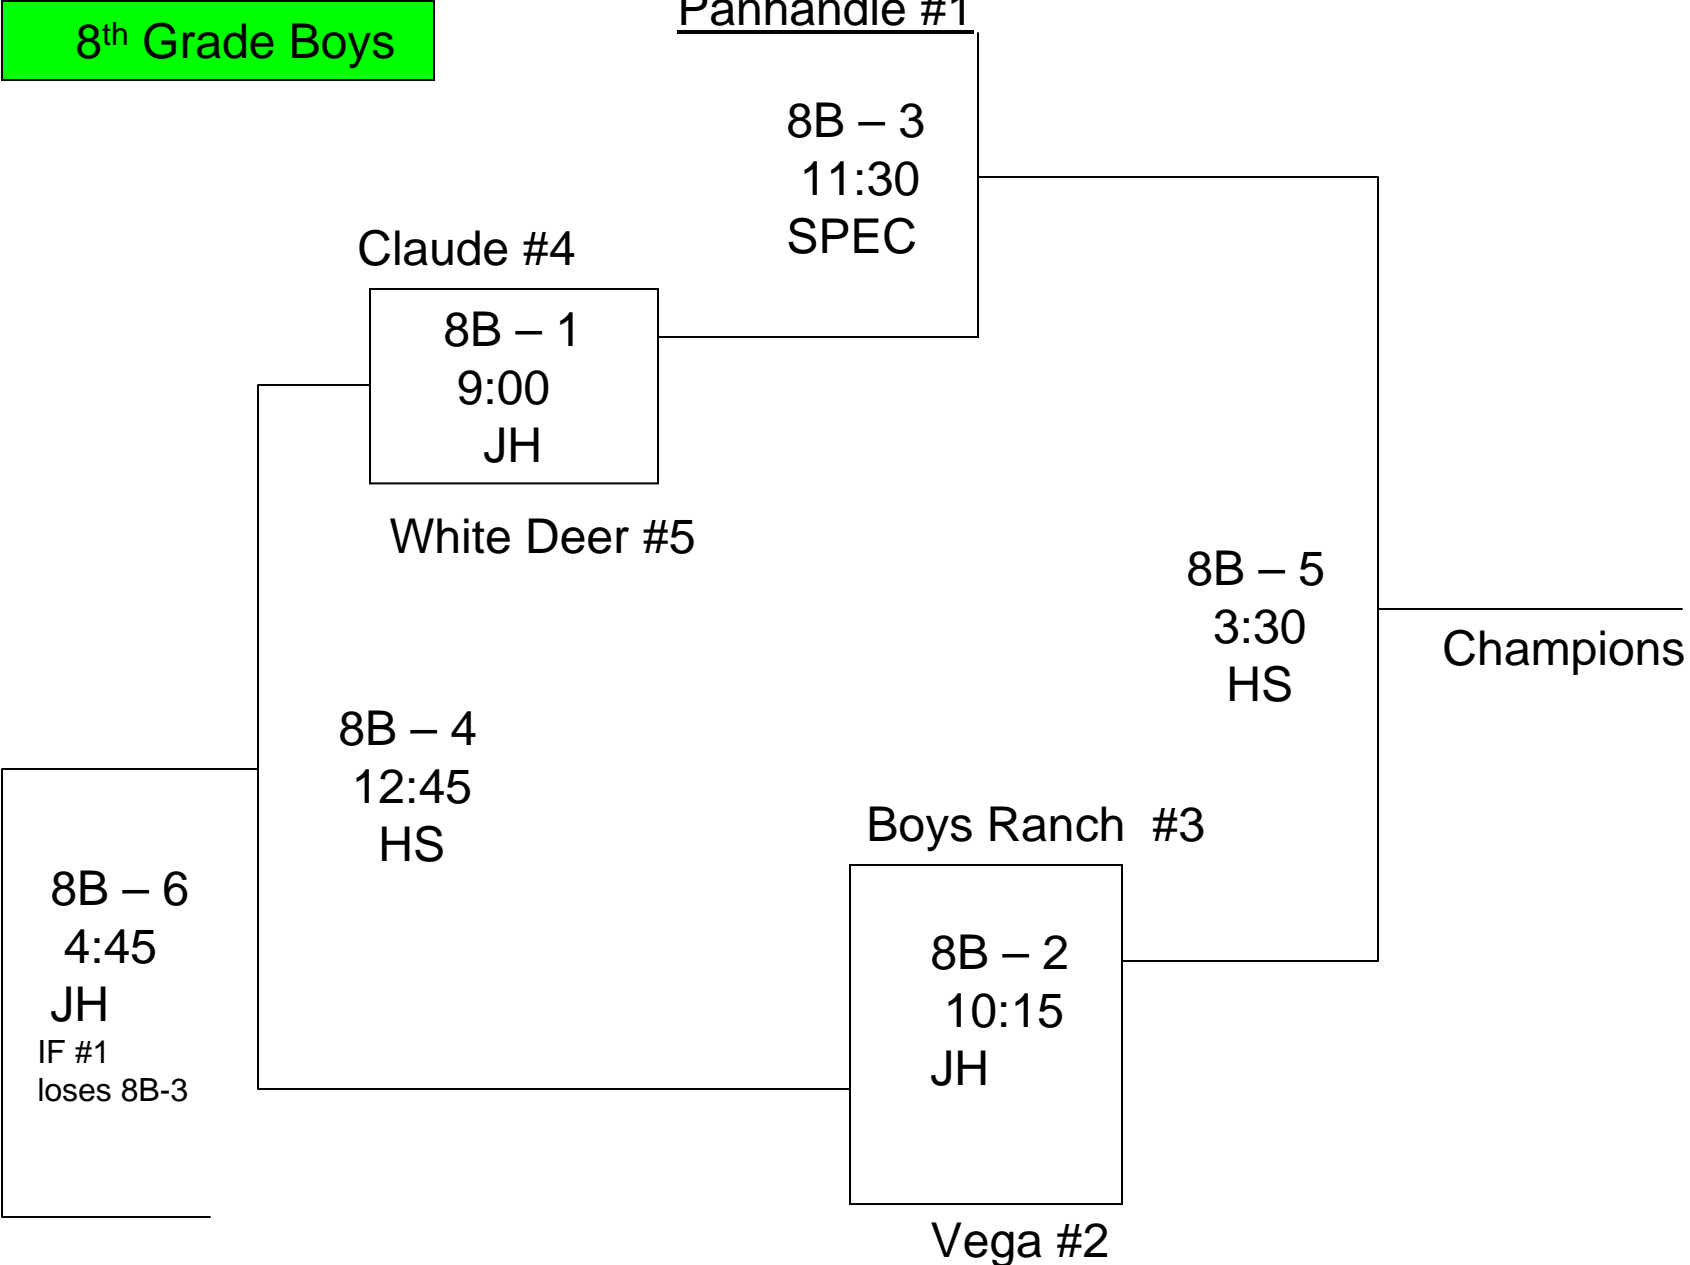 8th Grade Boys
Panhandle #1
8B – 3
11:30
SPEC
Claude #4
8B – 1
9:00
JH
White Deer #5
8B – 5
3:30
HS
Champions
8B – 4
12:45
HS
Boys Ranch #3
8B – 6
4:45
JH
IF #1
loses 8B-3
8B – 2
10:15
JH
Vega #2